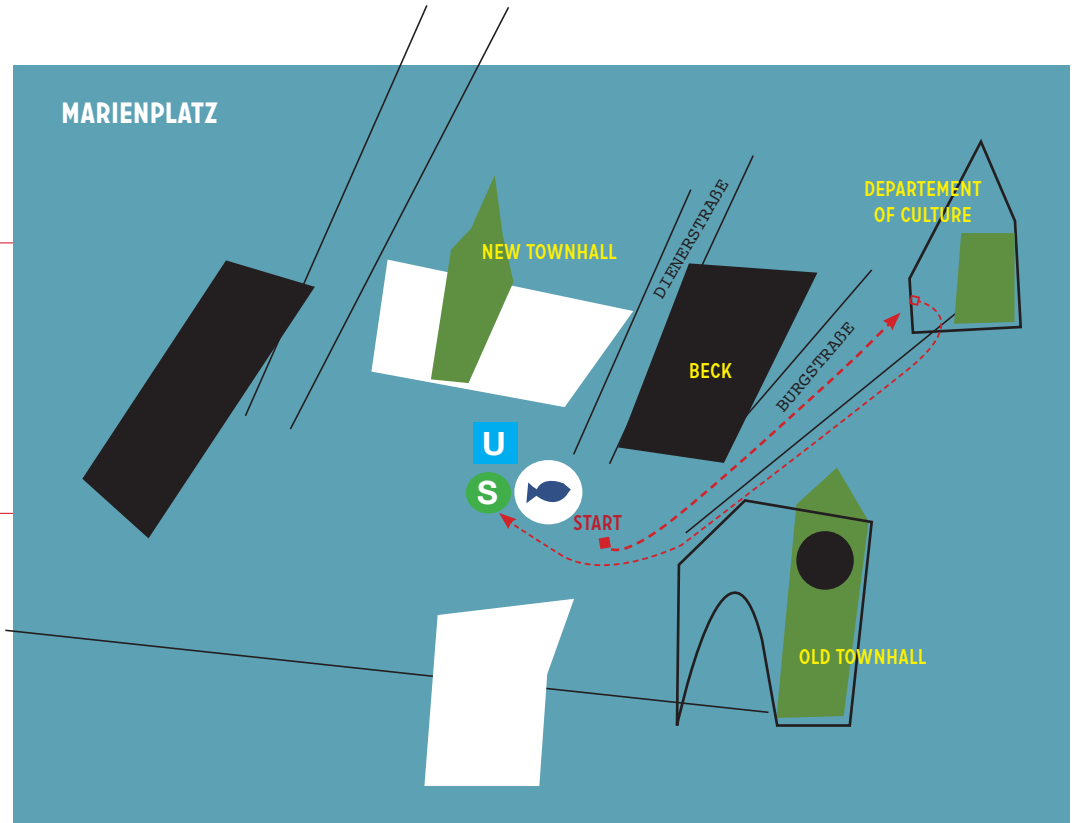 MARIENPLATZ
DEPARTEMENT
OF CULTURE
NEW TOWNHALL
DIENERSTRAßE
BECK
BURGSTRAßE
U
S
START
OLD TOWNHALL